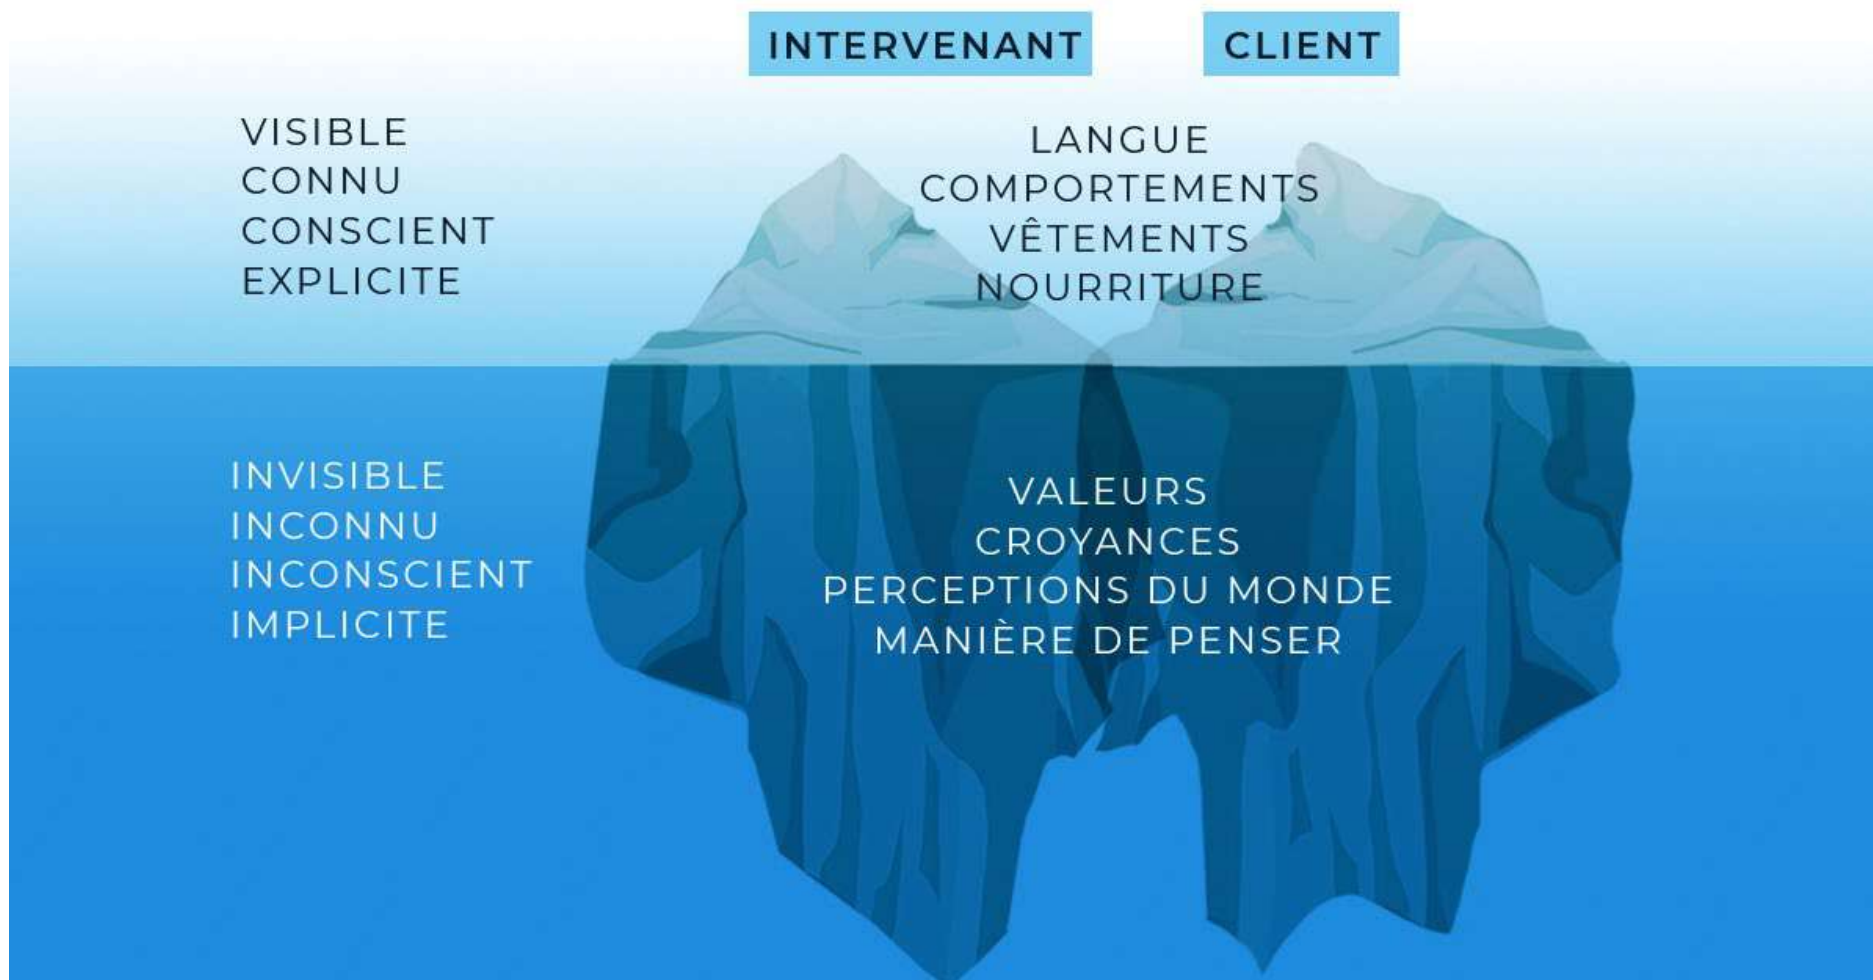 INTERVENANT
CLIENT
VISIBLE
CONNU
CONSCIENT
EXPLICITE
LANGUE
COMPORTEMENTS
VÊTEMENTS
NOURRITURE
INVISIBLE
INCONNU
INCONSCIENT
IMPLICITE
VALEURS
CROYANCES
PERCEPTIONS DU MONDE
MANIÈRE DE PENSER